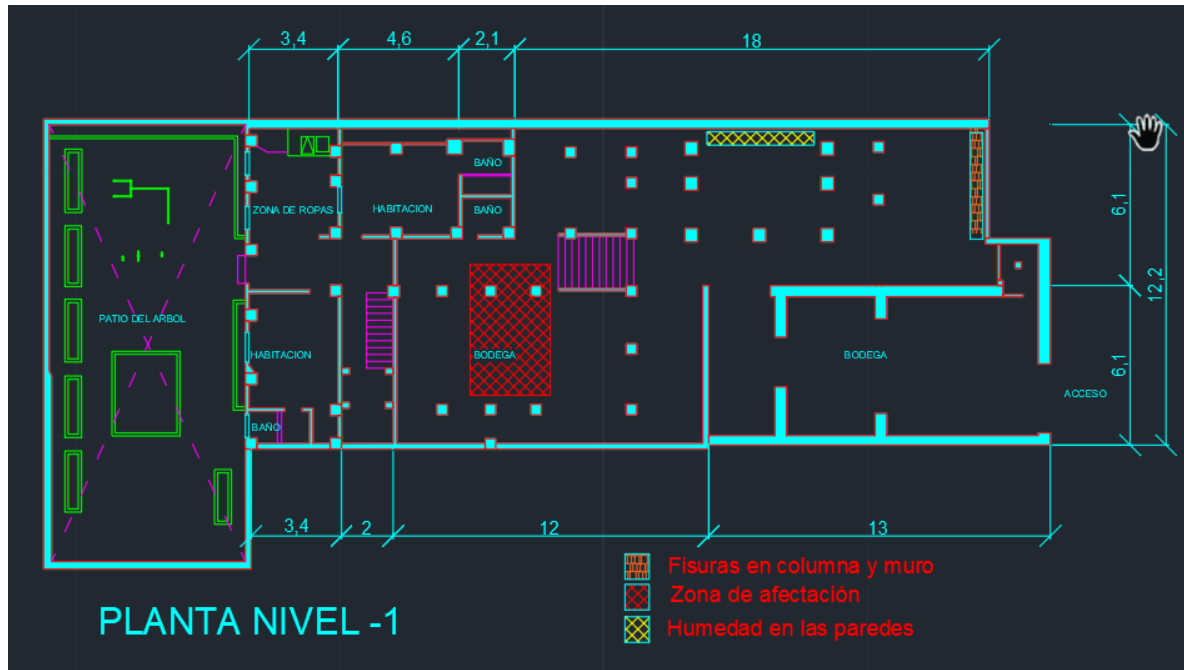 3,4
4,6
2,1
18
BAÑO
ZONA DE ROPAS
HABITACION
BAÑO
6,1
12,2
PATIO DEL ARBOL
HABITACION
BODEGA
BODEGA
6,1
ACCESO
BAÑO
3,4
2
12
13
Fisuras en columna y muro
Zona de afectación
Humedad en las paredes
PLANTA NIVEL -1